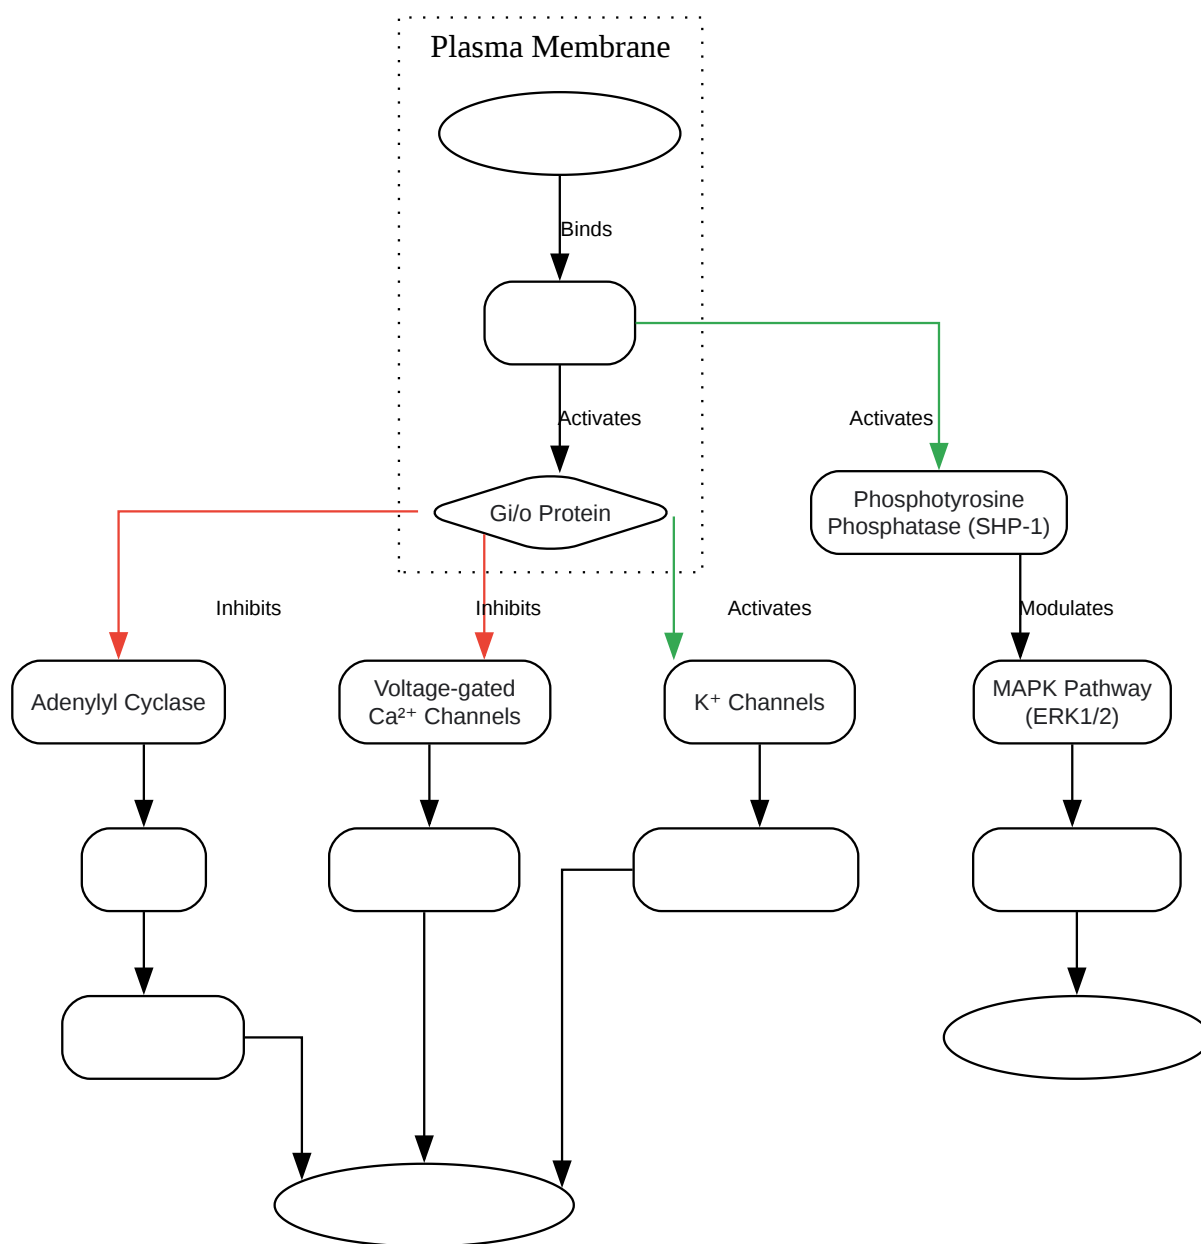 Plasma Membrane
Binds
Activates
Activates
Gi/o Protein
Phosphotyrosine
Phosphatase (SHP-1)
Inhibits
Inhibits
Activates
Modulates
Adenylyl Cyclase
Voltage-gated
Ca²⁺ Channels
K⁺ Channels
MAPK Pathway
(ERK1/2)